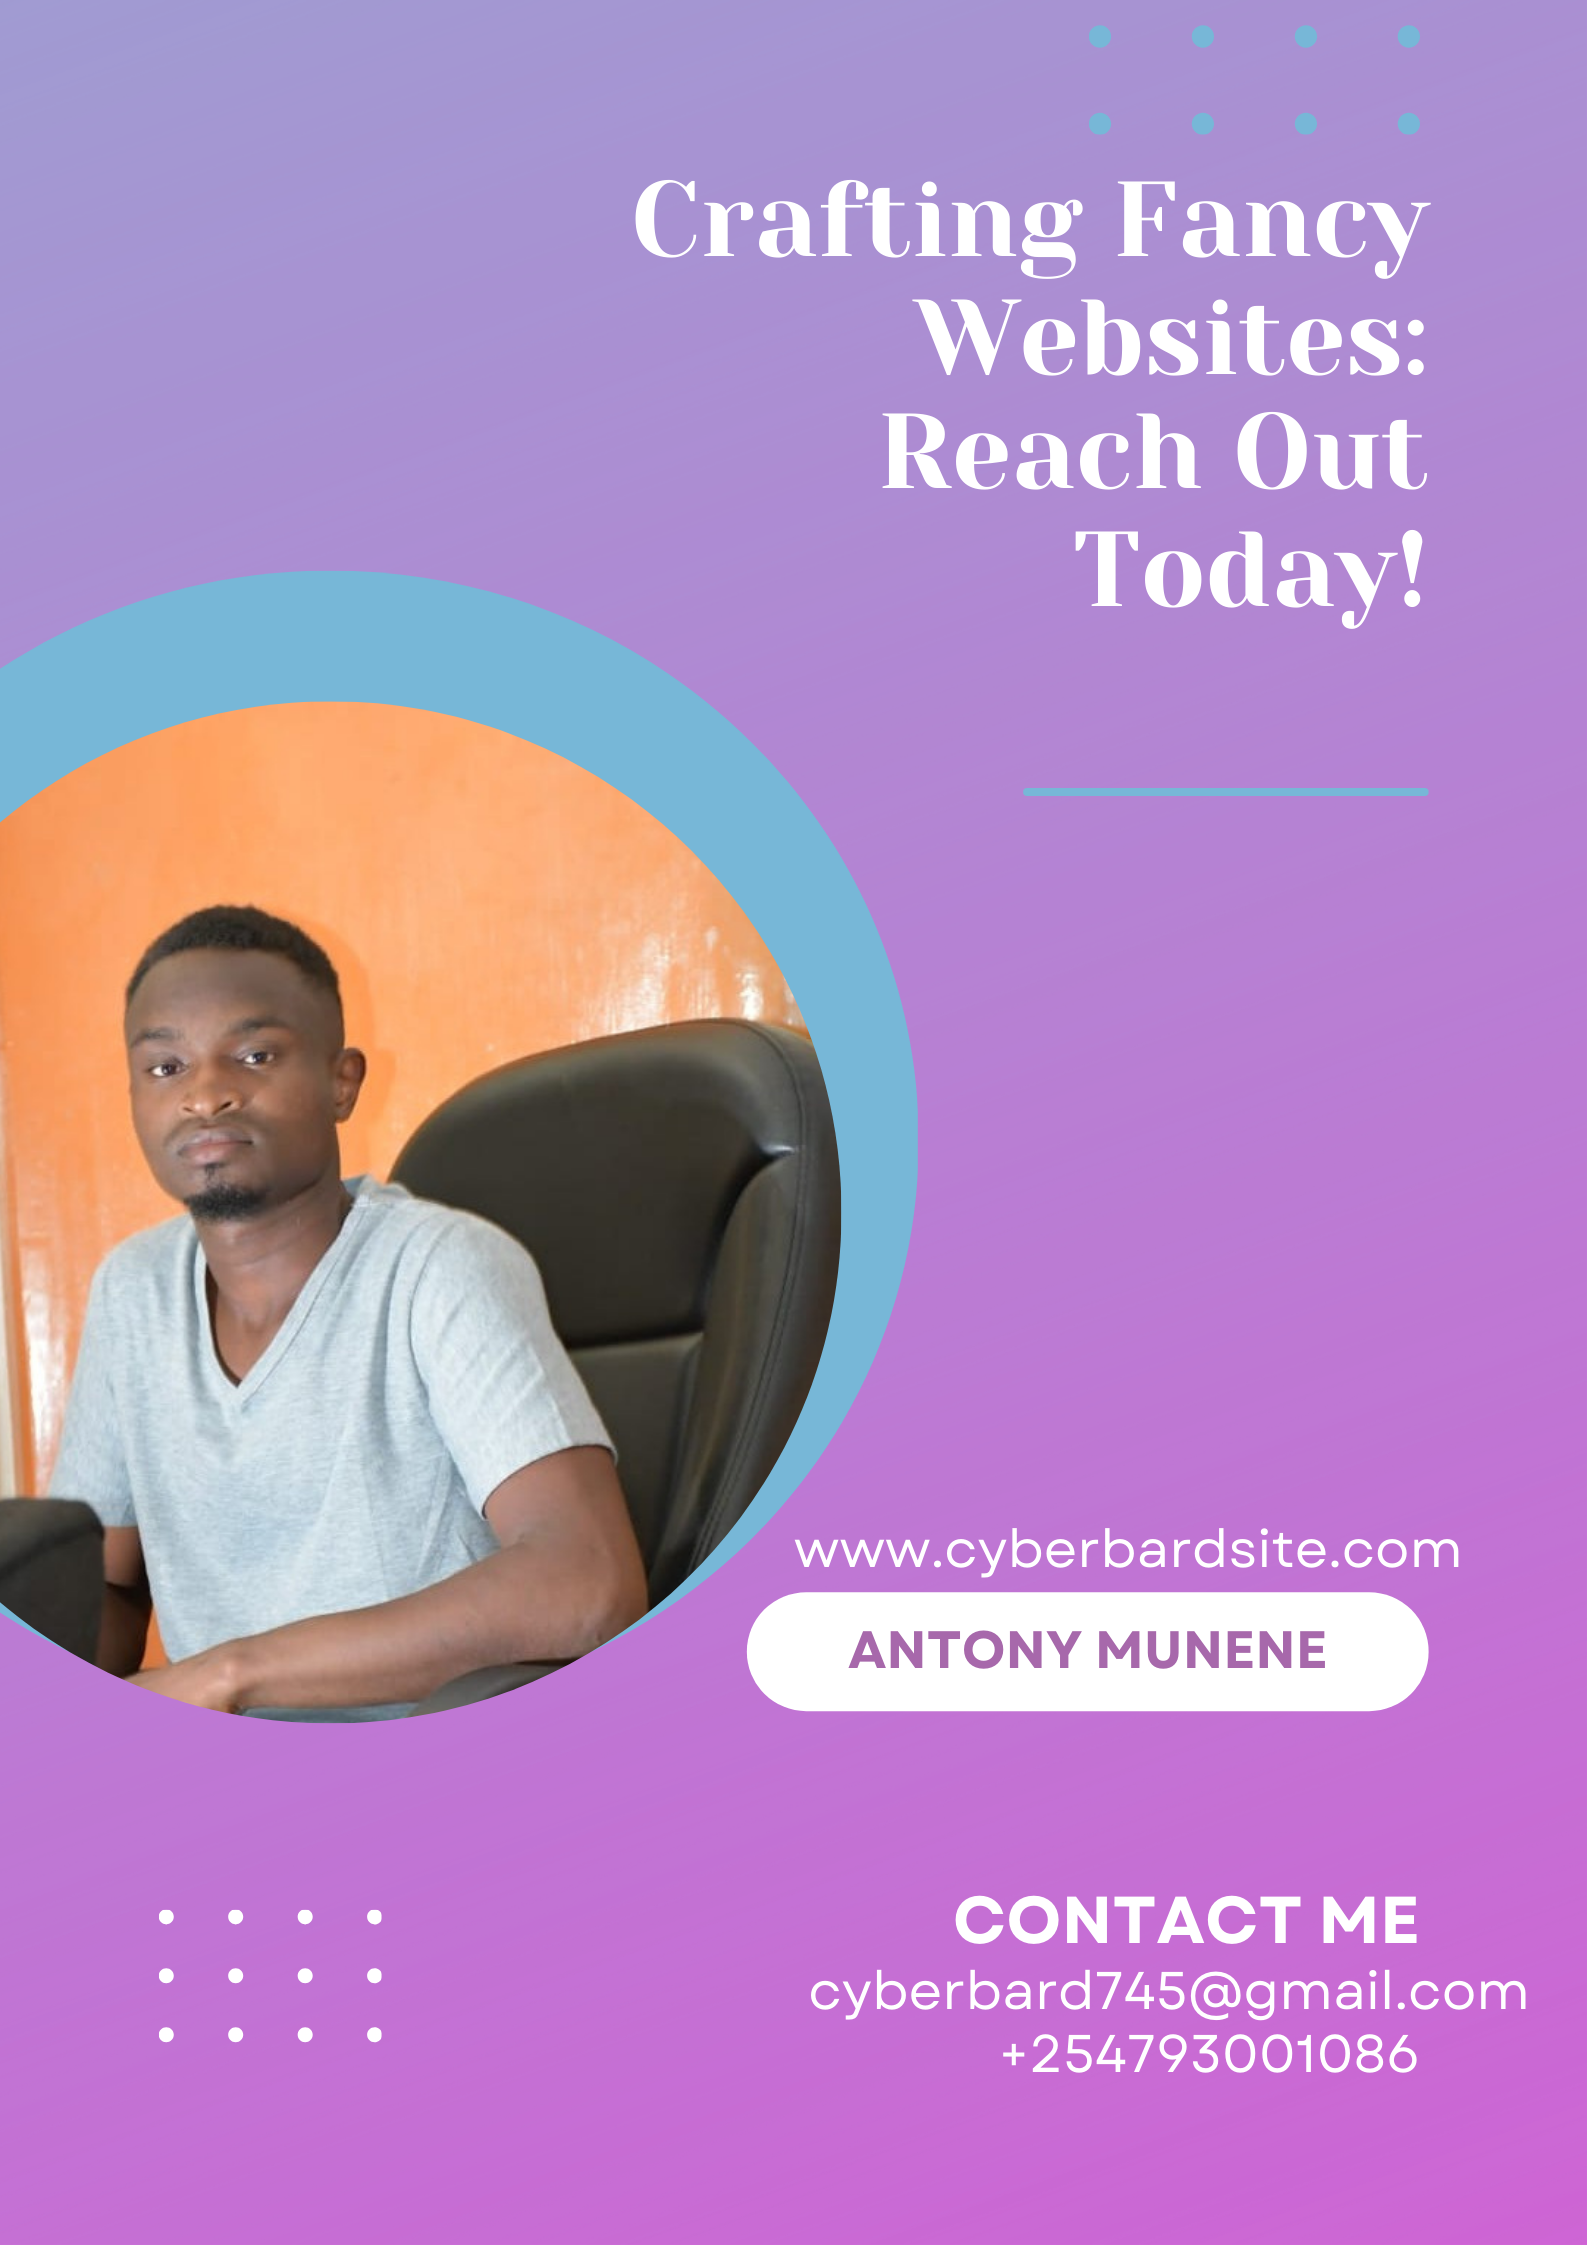 Crafting Fancy
Websites:
Reach Out
Today!
www.cyberbardsite.com
ANTONY MUNENE
CONTACT ME
cyberbard745@gmail.com
+254793001086